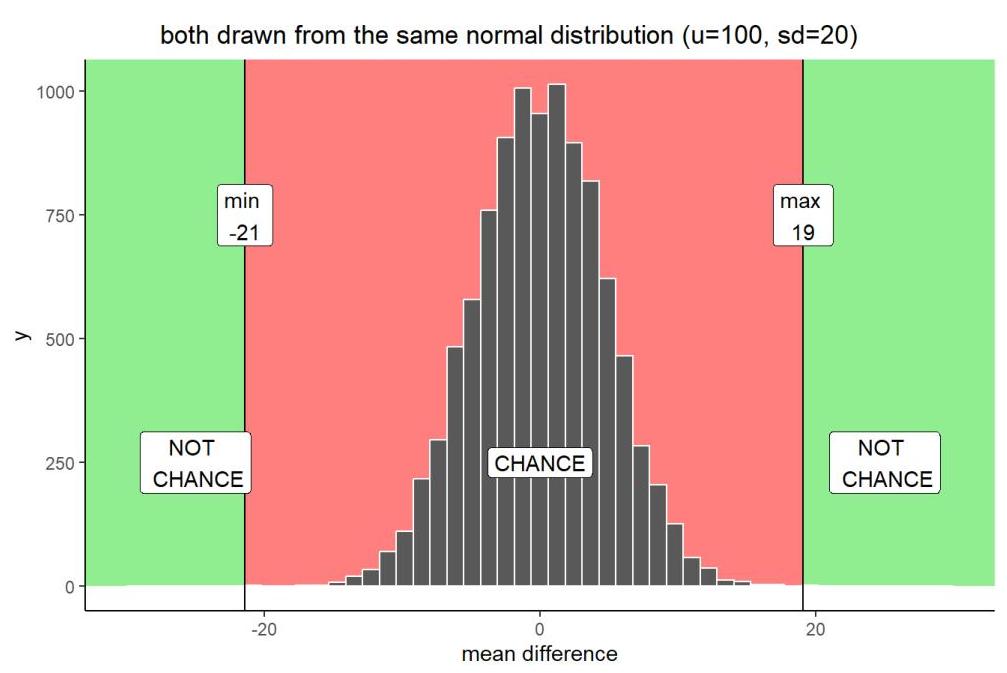 both drawn from the same normal distribution (u=100, sd=20)
1000
750
500
250
0
y
min
-21
max
19
NOT
CHANCE
CHANCE
NOT
CHANCE
-20
0
20
mean difference